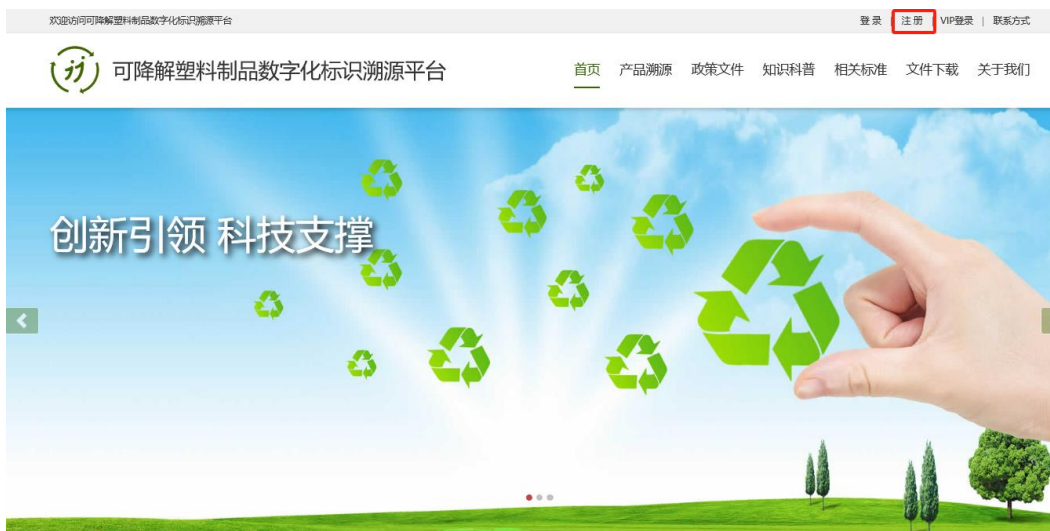 欢迎访问可降解塑料制品数字化标识溯源平台
登 录 | 注 册 | VIP登录 | 联系方式
jj 可降解塑料制品数字化标识溯源平台
首页 产品溯源 政策文件 知识科普 相关标准 文件下载 关于我们
创新引领 科技支撑